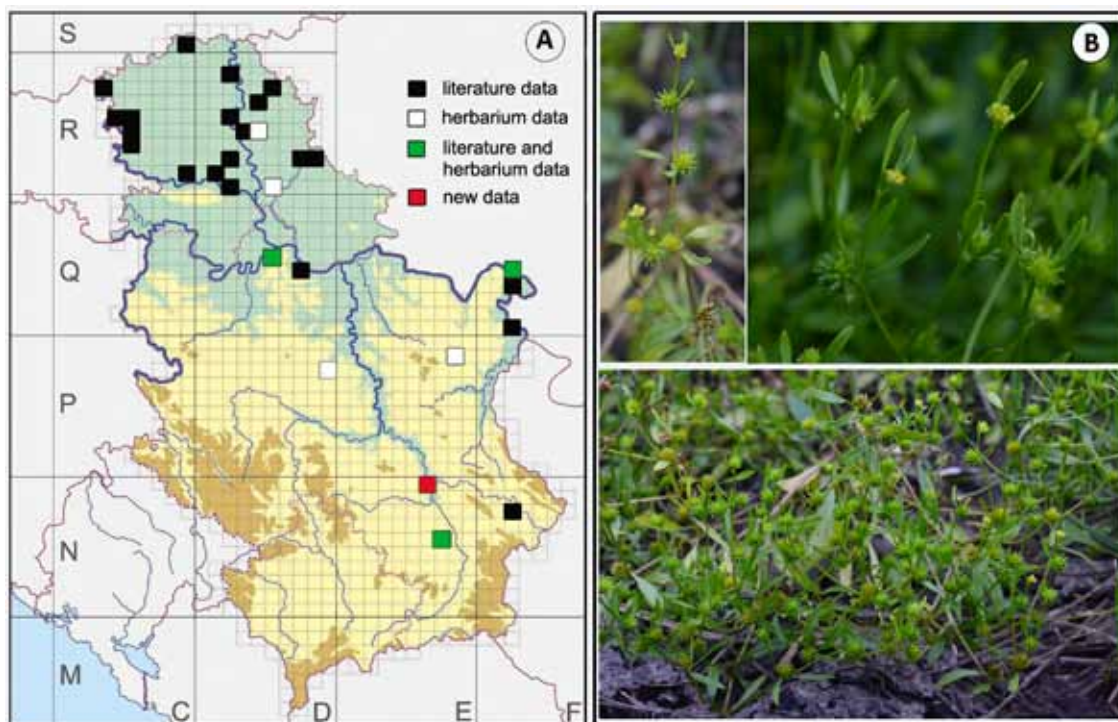 S
A
B
literature data
R
herbarium data
literature and
herbarium data
new data
Q
P
N
M
C
D
E
F